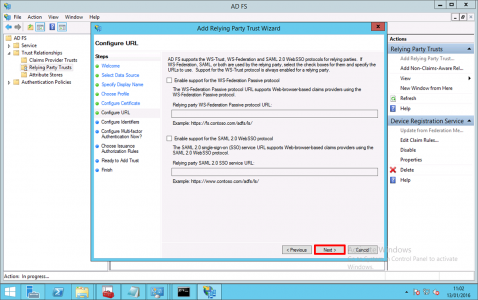 AD FS
File Action View Window Help
AD FS
Service
Trust Relationships
Claims Provider Trusts
Relying Party Trusts
Attribute Stores
Authentication Policies
Add Relying Party Trust Wizard
Configure URL
Steps
Welcome
Select Data Source
Specify Display Name
Choose Profile
Configure Certificate
Configure URL
Configure Identifiers
Configure Multi-factor
Authentication Now?
Choose Issuance
Authorization Rules
Ready to Add Trust
Finish
AD FS supports the WS-Trust, WS-Federation and SAML 2.0 WebSSO protocols for relying parties. If
WS-Federation, SAML, or both are used by the relying party, select the check boxes for them and specify the
URLs to use. Support for the WS-Trust protocol is always enabled for a relying party.
Enable support for the WS-Federation Passive protocol
The WS-Federation Passive protocol URL supports Web-browser-based claims providers using the
WS-Federation Passive protocol.
Relying party WS-Federation Passive protocol URL:
Example: https://fs.contoso.com/adfs/ls/
Enable support for the SAML 2.0 WebSSO protocol
The SAML 2.0 single-sign-on (SSO) service URL supports Web-browser-based claims providers using the
SAML 2.0 WebSSO protocol.
Relying party SAML 2.0 SSO service URL:
Example: https://www.contoso.com/adfs/ls/
< Previous
Next >
Cancel
Actions
Relying Party Trusts
Add Relying Party Trust...
Add Non-Claims-Aware Rel...
View
New Window from Here
Refresh
Help
Device Registration Service
Update from Federation Me...
Edit Claim Rules...
Disable
Properties
Delete
Help
Windows
Control Panel to activate
Windows.
Action: In progress...
11:02
13/01/2016